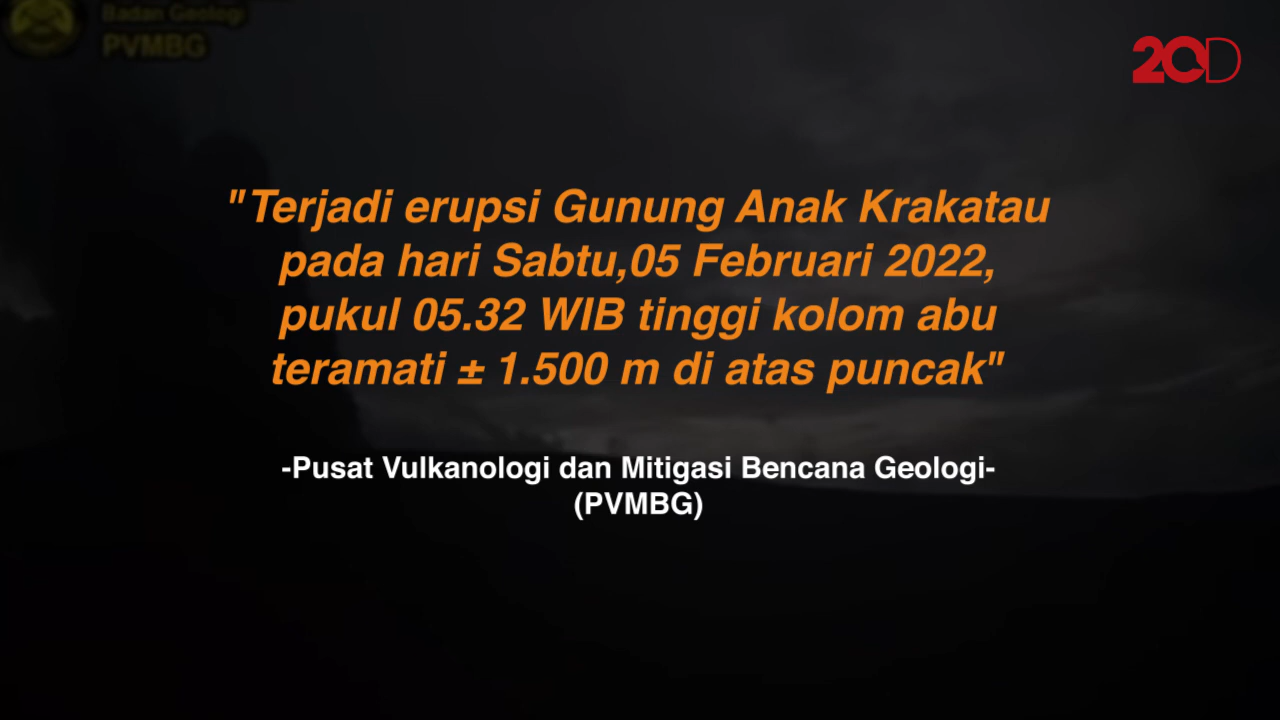 Badan Geologi
PVMBG
20D
"Terjadi erupsi Gunung Anak Krakatau
pada hari Sabtu,05 Februari 2022,
pukul 05.32 WIB tinggi kolom abu
teramati ± 1.500 m di atas puncak"
-Pusat Vulkanologi dan Mitigasi Bencana Geologi-
(PVMBG)